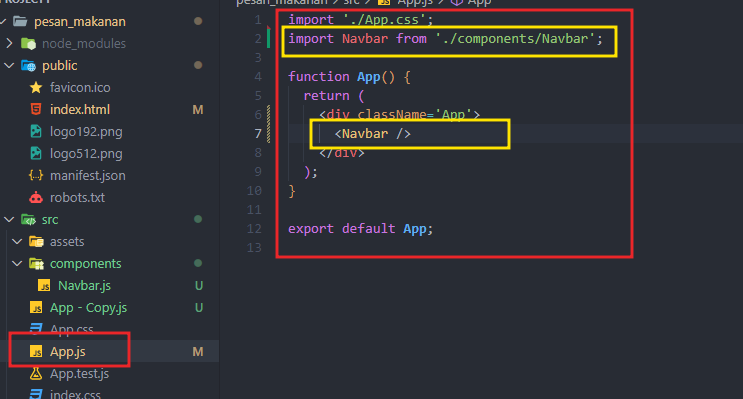 PROJECT
pesan_makanan
node_modules
public
favicon.ico
index.html M
logo192.png
logo512.png
manifest.json
robots.txt
src
assets
components
Navbar.js U
App - Copy.js U
App.css
App.js M
App.test.js
index.css
pesan_makanan > src > App.js > App
1 import './App.css';
2 import Navbar from './components/Navbar';
3
4 function App() {
5 return (
6 <div className='App'>
7 <Navbar />
8 </div>
9 );
10 }
11
12 export default App;
13